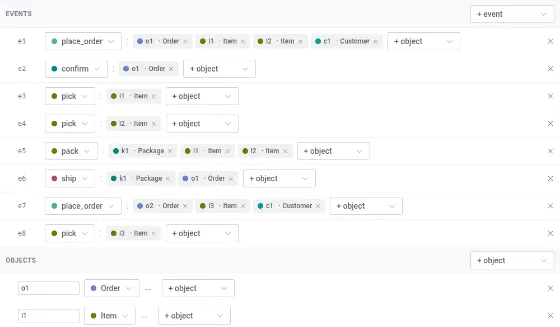 EVENTS + event
e1 place_order : o1 · Order × i1 · Item × i2 · Item × c1 · Customer × + object ×
e2 confirm : o1 · Order × + object ×
e3 pick : i1 · Item × + object ×
e4 pick : i2 · Item × + object ×
e5 pack : k1 · Package × i1 · Item × i2 · Item × + object ×
e6 ship : k1 · Package × o1 · Order × + object ×
e7 place_order : o2 · Order × i3 · Item × c1 · Customer × + object ×
e8 pick : i3 · Item × + object ×
OBJECTS + object
o1 Order + object ×
i1 Item + object ×